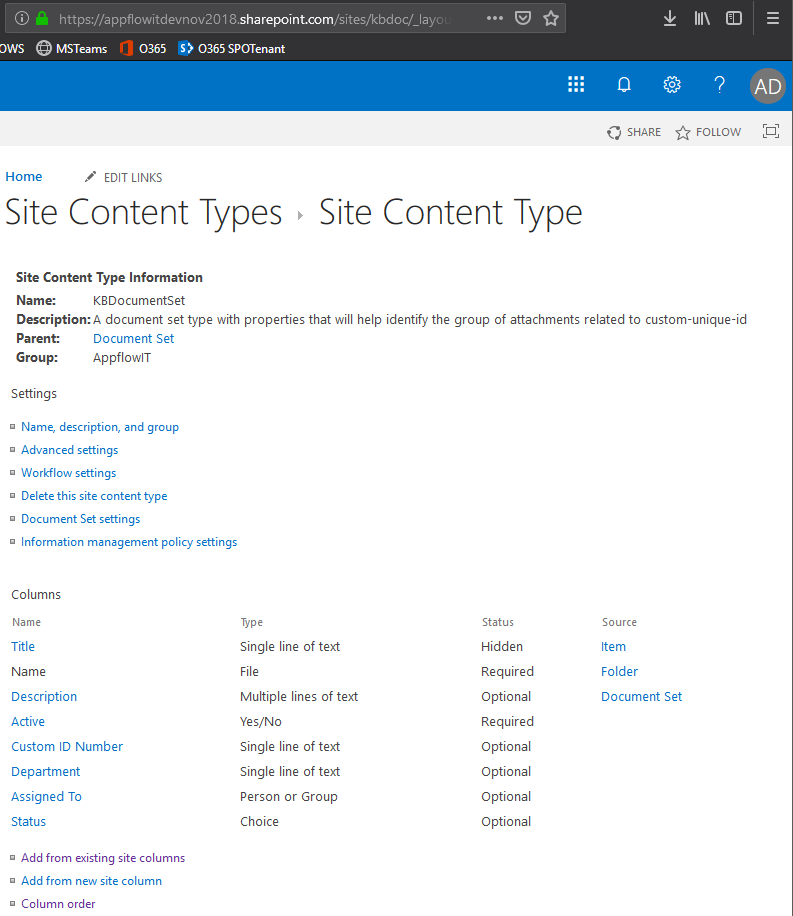 https://appflowitdevnov2018.sharepoint.com/sites/kbdoc/_layou
OWS MSTeams O365 O365 SPOTenant
? AD
SHARE FOLLOW
Home EDIT LINKS
Site Content Types Site Content Type
Site Content Type Information
Name: KBDocumentSet
Description: A document set type with properties that will help identify the group of attachments related to custom-unique-id
Parent: Document Set
Group: AppflowIT
Settings
Name, description, and group
Advanced settings
Workflow settings
Delete this site content type
Document Set settings
Information management policy settings
Columns
Name Type Status Source
Title Single line of text Hidden Item
Name File Required Folder
Description Multiple lines of text Optional Document Set
Active Yes/No Required
Custom ID Number Single line of text Optional
Department Single line of text Optional
Assigned To Person or Group Optional
Status Choice Optional
Add from existing site columns
Add from new site column
Column order